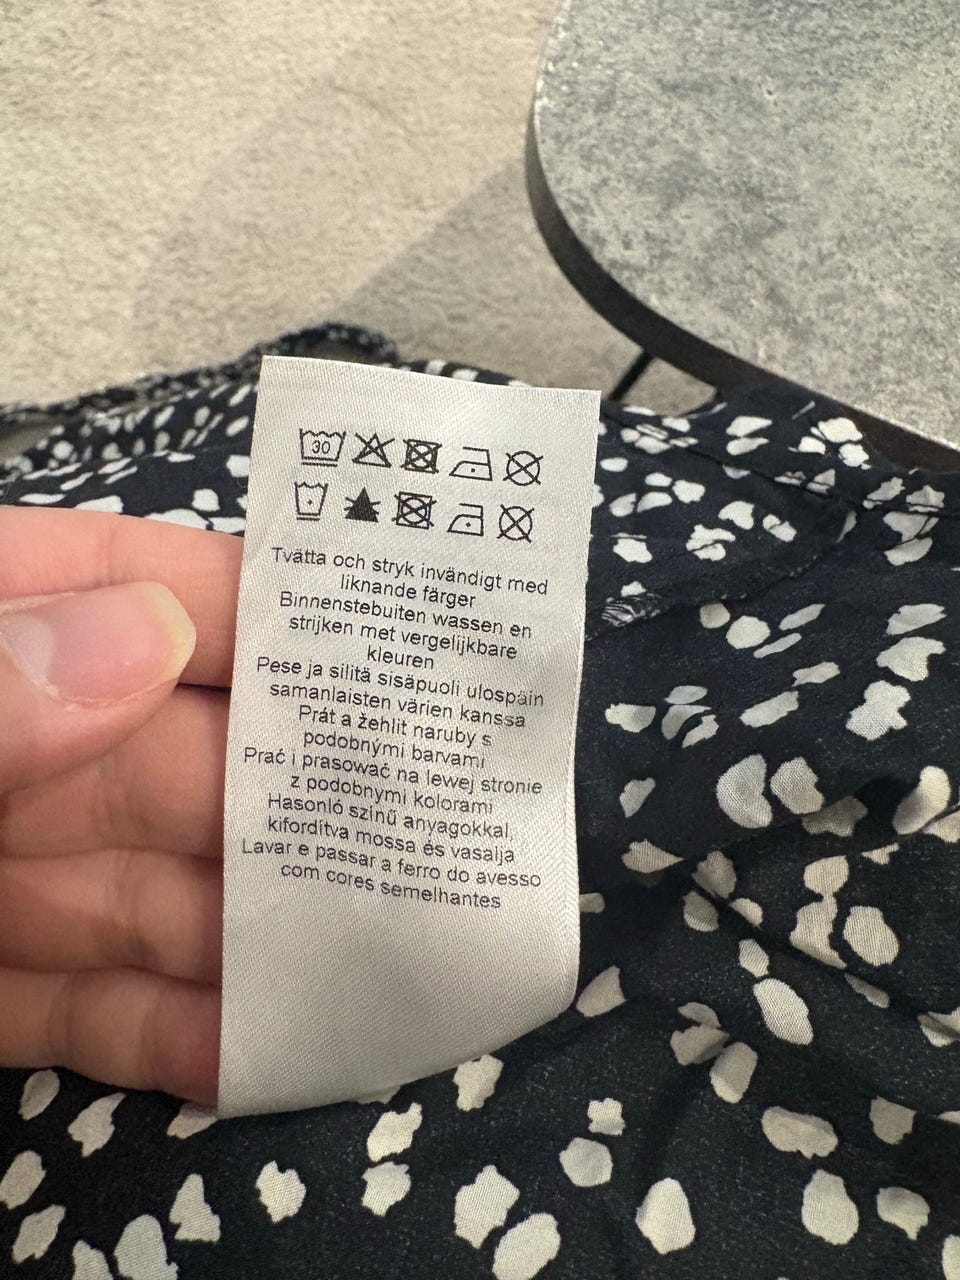 30
Tvätta och stryk invändigt med
liknande färger
Binnenstebuiten wassen en
strijken met vergelijkbare
kleuren
Pese ja silitä sisäpuoli ulospäin
samanlaisten värien kanssa
Prát a žehlit naruby s
podobnými barvami
Prać i prasować na lewej stronie
z podobnymi kolorami
Hasonló színű anyagokkal,
kifordítva mossa és vasalja
Lavar e passar a ferro do avesso
com cores semelhantes